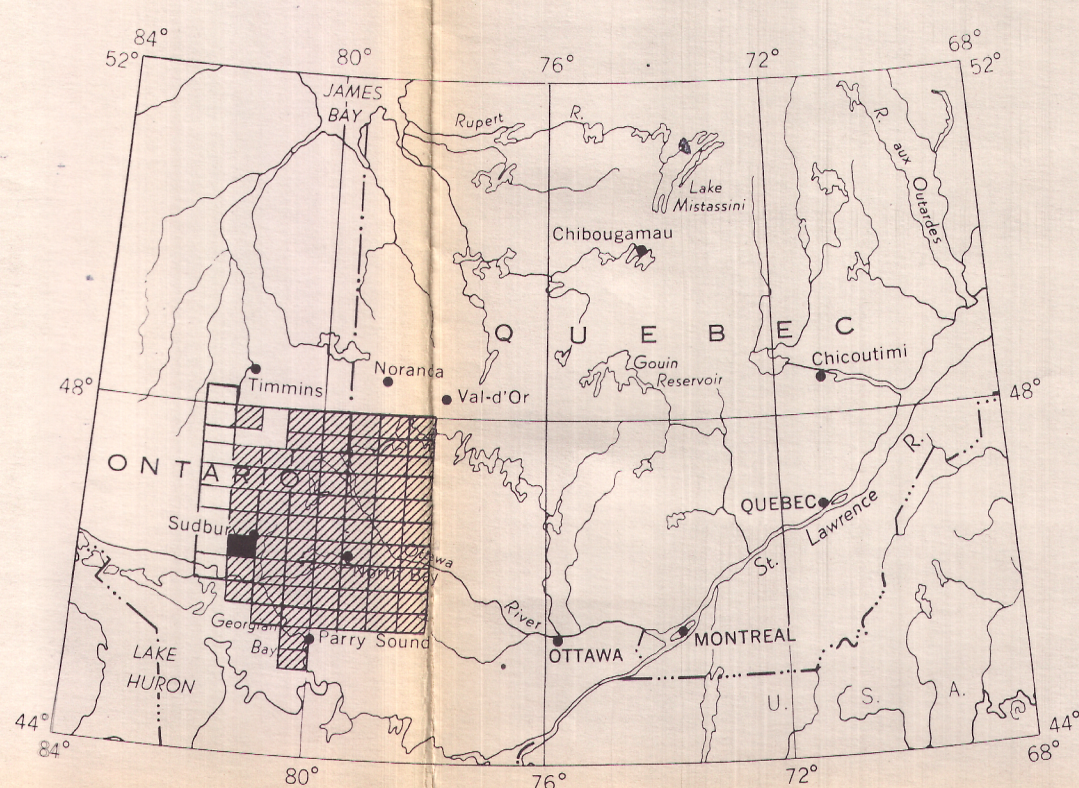 84°
80°
76°
72°
68°
52°
52°
JAMES
BAY
Rupert R.
R. aux Outardes
Lake
Mistassini
Chibougamau
QUEBEC
Gouin
Reservoir
Chicoutimi
Noranda
Timmins
Val-d'Or
48°
48°
ONTARIO
QUEBEC
R.
St. Lawrence
Sudbury
Ottawa River
North Bay
Georgian
Bay
Parry Sound
OTTAWA
MONTREAL
LAKE
HURON
U. S. A.
44°
44°
84°
80°
76°
72°
68°